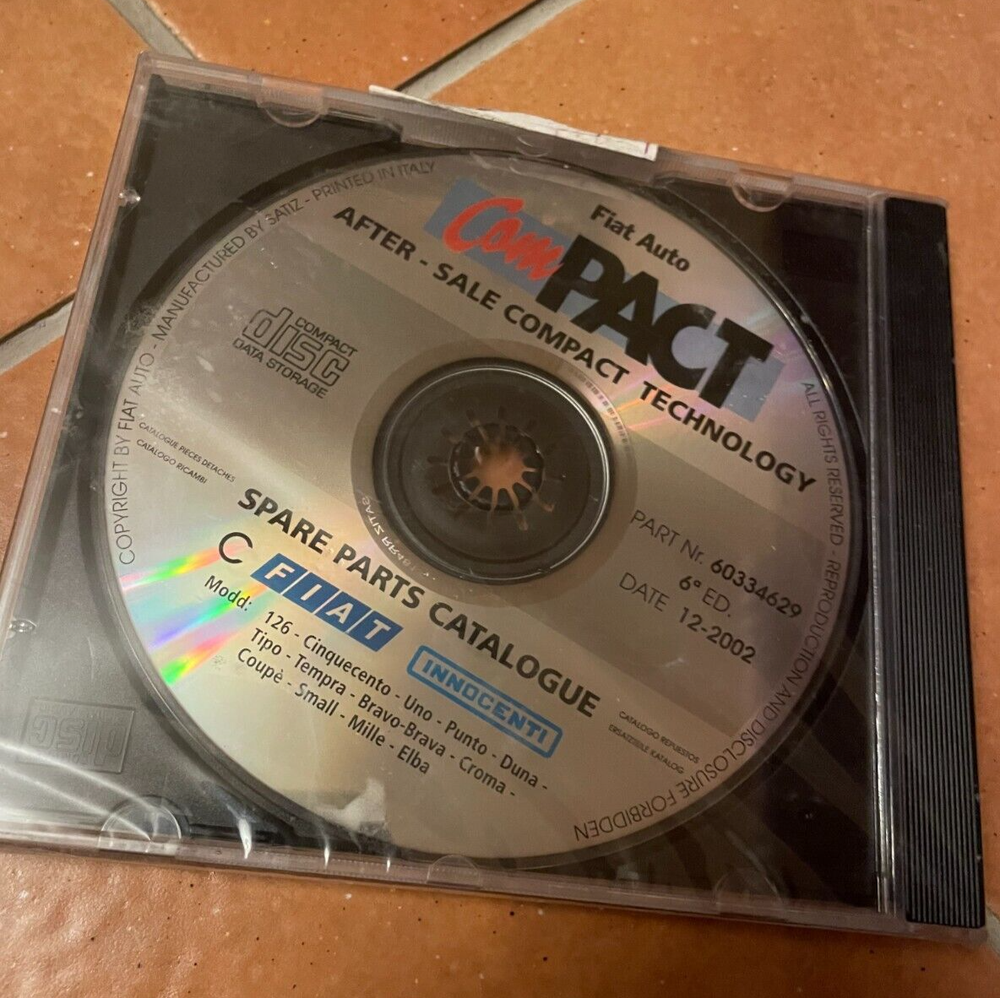 Fiat Auto
ComPACT
AFTER - SALE COMPACT TECHNOLOGY
COMPACT
disc
DATA STORAGE
CATALOGUE PIECES DETACHES
CATALOGO RICAMBI
PART Nr. 60334629
6ª ED.
DATE 12-2002
SPARE PARTS CATALOGUE
C FIAT INNOCENTI
CATALOGO REPUESTOS
ERSATZTEILE KATALOG
Modd: 126 - Cinquecento - Uno - Punto - Duna -
Tipo - Tempra - Bravo-Brava - Croma -
Coupè - Small - Mille - Elba
COPYRIGHT BY FIAT AUTO - MANUFACTURED BY SATIZ - PRINTED IN ITALY
ALL RIGHTS RESERVED - REPRODUCTION AND DISCLOSURE FORBIDDEN
disc